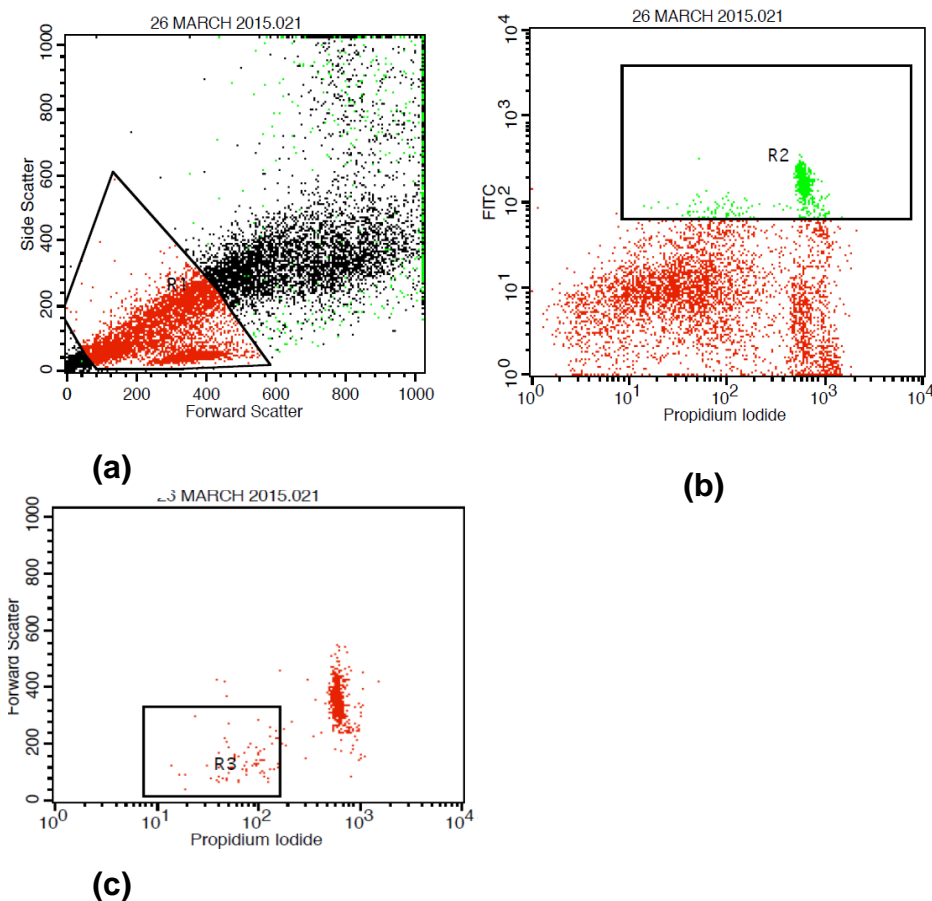 26 MARCH 2015.021
Side Scatter
1000
800
600
400
200
0
R1
0 200 400 600 800 1000
Forward Scatter
(a)
26 MARCH 2015.021
FITC
10^4
10^3
10^2
10^1
10^0
R2
10^0 10^1 10^2 10^3 10^4
Propidium Iodide
(b)
26 MARCH 2015.021
Forward Scatter
1000
800
600
400
200
0
R3
10^0 10^1 10^2 10^3 10^4
Propidium Iodide
(c)